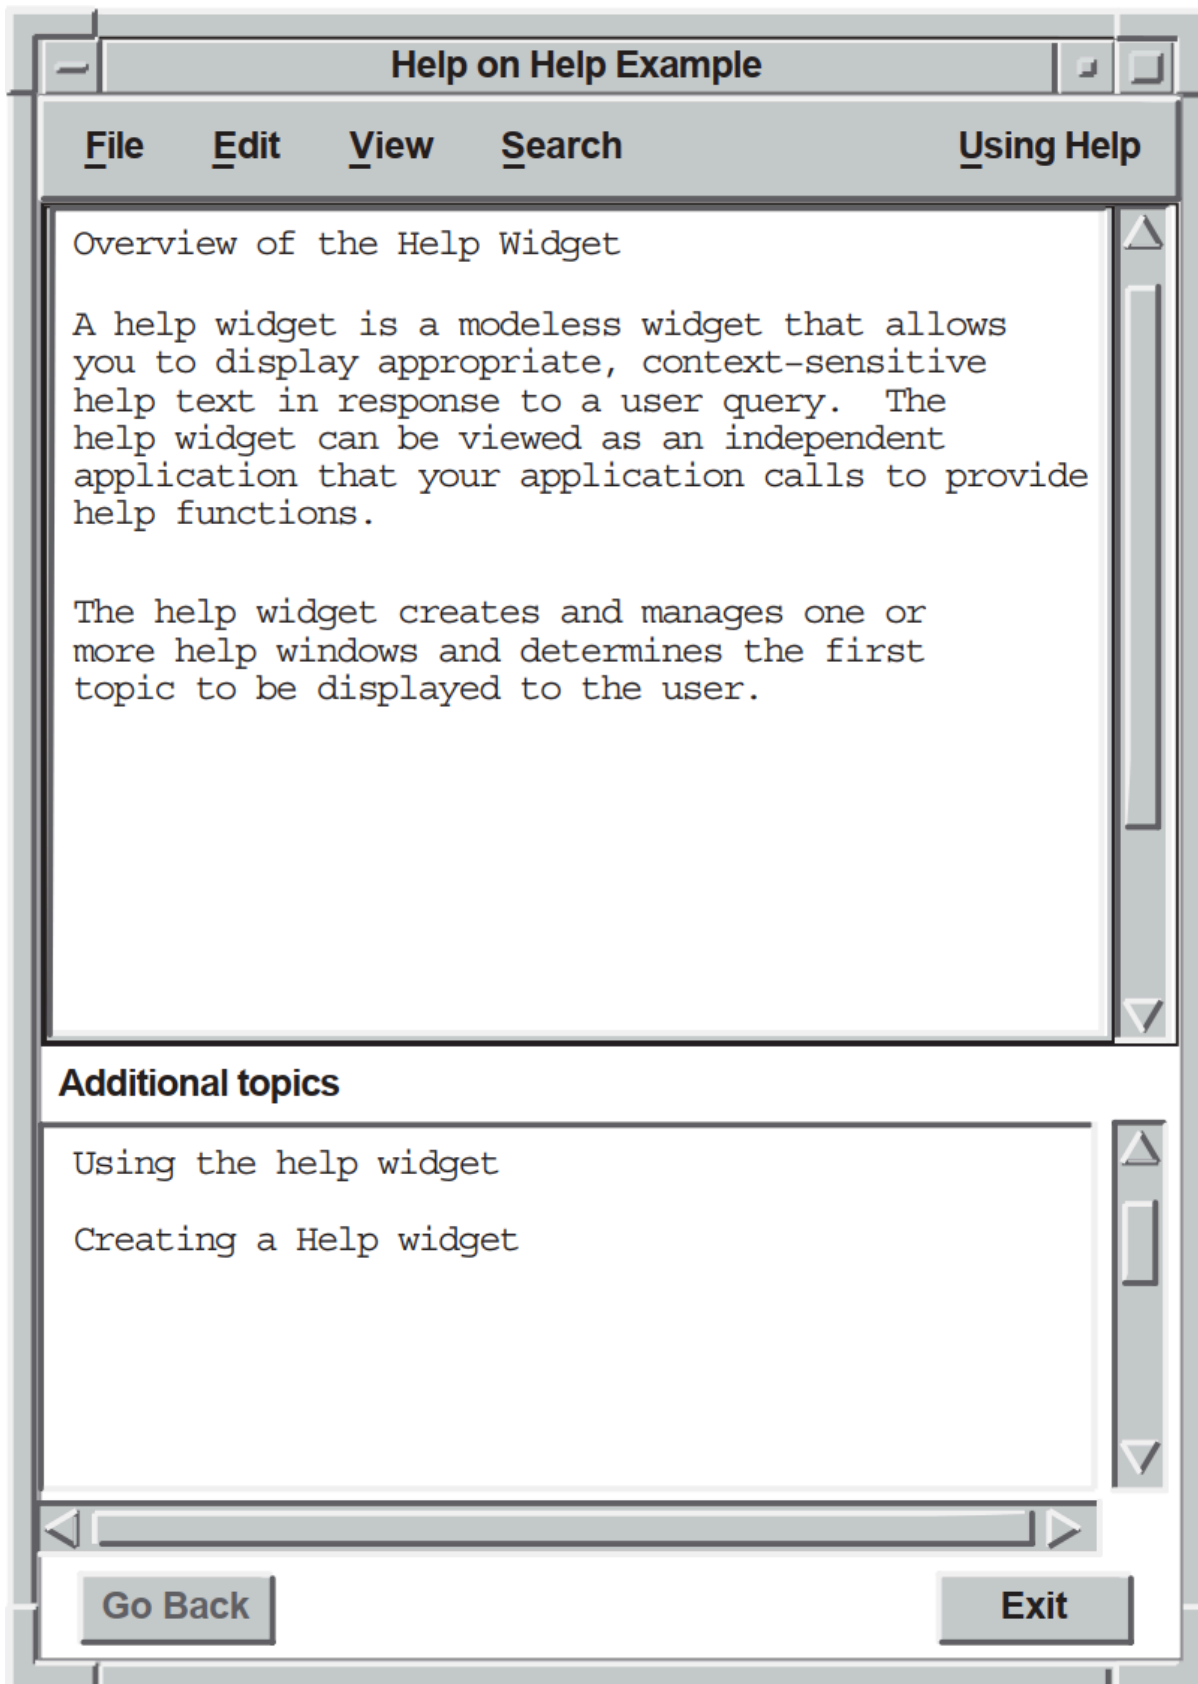 Help on Help Example
File Edit View Search Using Help
Overview of the Help Widget
A help widget is a modeless widget that allows
you to display appropriate, context-sensitive
help text in response to a user query. The
help widget can be viewed as an independent
application that your application calls to provide
help functions.
The help widget creates and manages one or
more help windows and determines the first
topic to be displayed to the user.
Additional topics
Using the help widget
Creating a Help widget
Go Back Exit